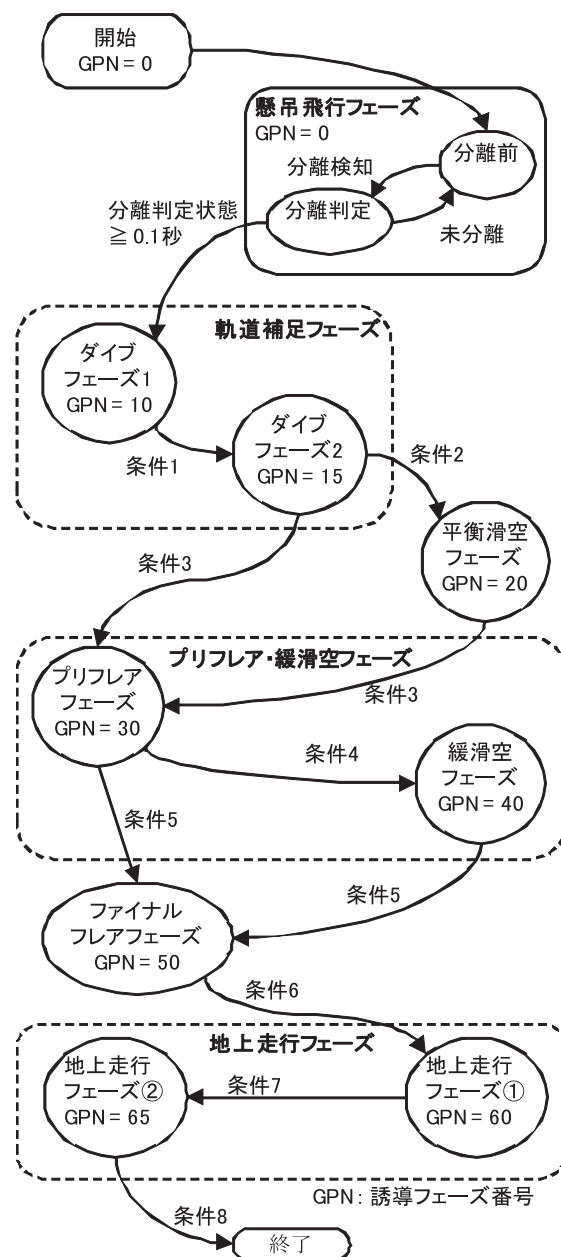 開始
GPN = 0
懸吊飛行フェーズ
GPN = 0
分離前
分離検知
分離判定
未分離
分離判定状態
≧ 0.1秒
軌道補足フェーズ
ダイブ
フェーズ1
GPN = 10
条件1
ダイブ
フェーズ2
GPN = 15
条件2
平衡滑空
フェーズ
GPN = 20
条件3
プリフレア・緩滑空フェーズ
プリフレア
フェーズ
GPN = 30
条件3
条件4
緩滑空
フェーズ
GPN = 40
条件5
条件5
ファイナル
フレアフェーズ
GPN = 50
条件6
地上走行フェーズ
地上走行
フェーズ②
GPN = 65
条件7
地上走行
フェーズ①
GPN = 60
GPN: 誘導フェーズ番号
条件8
終了